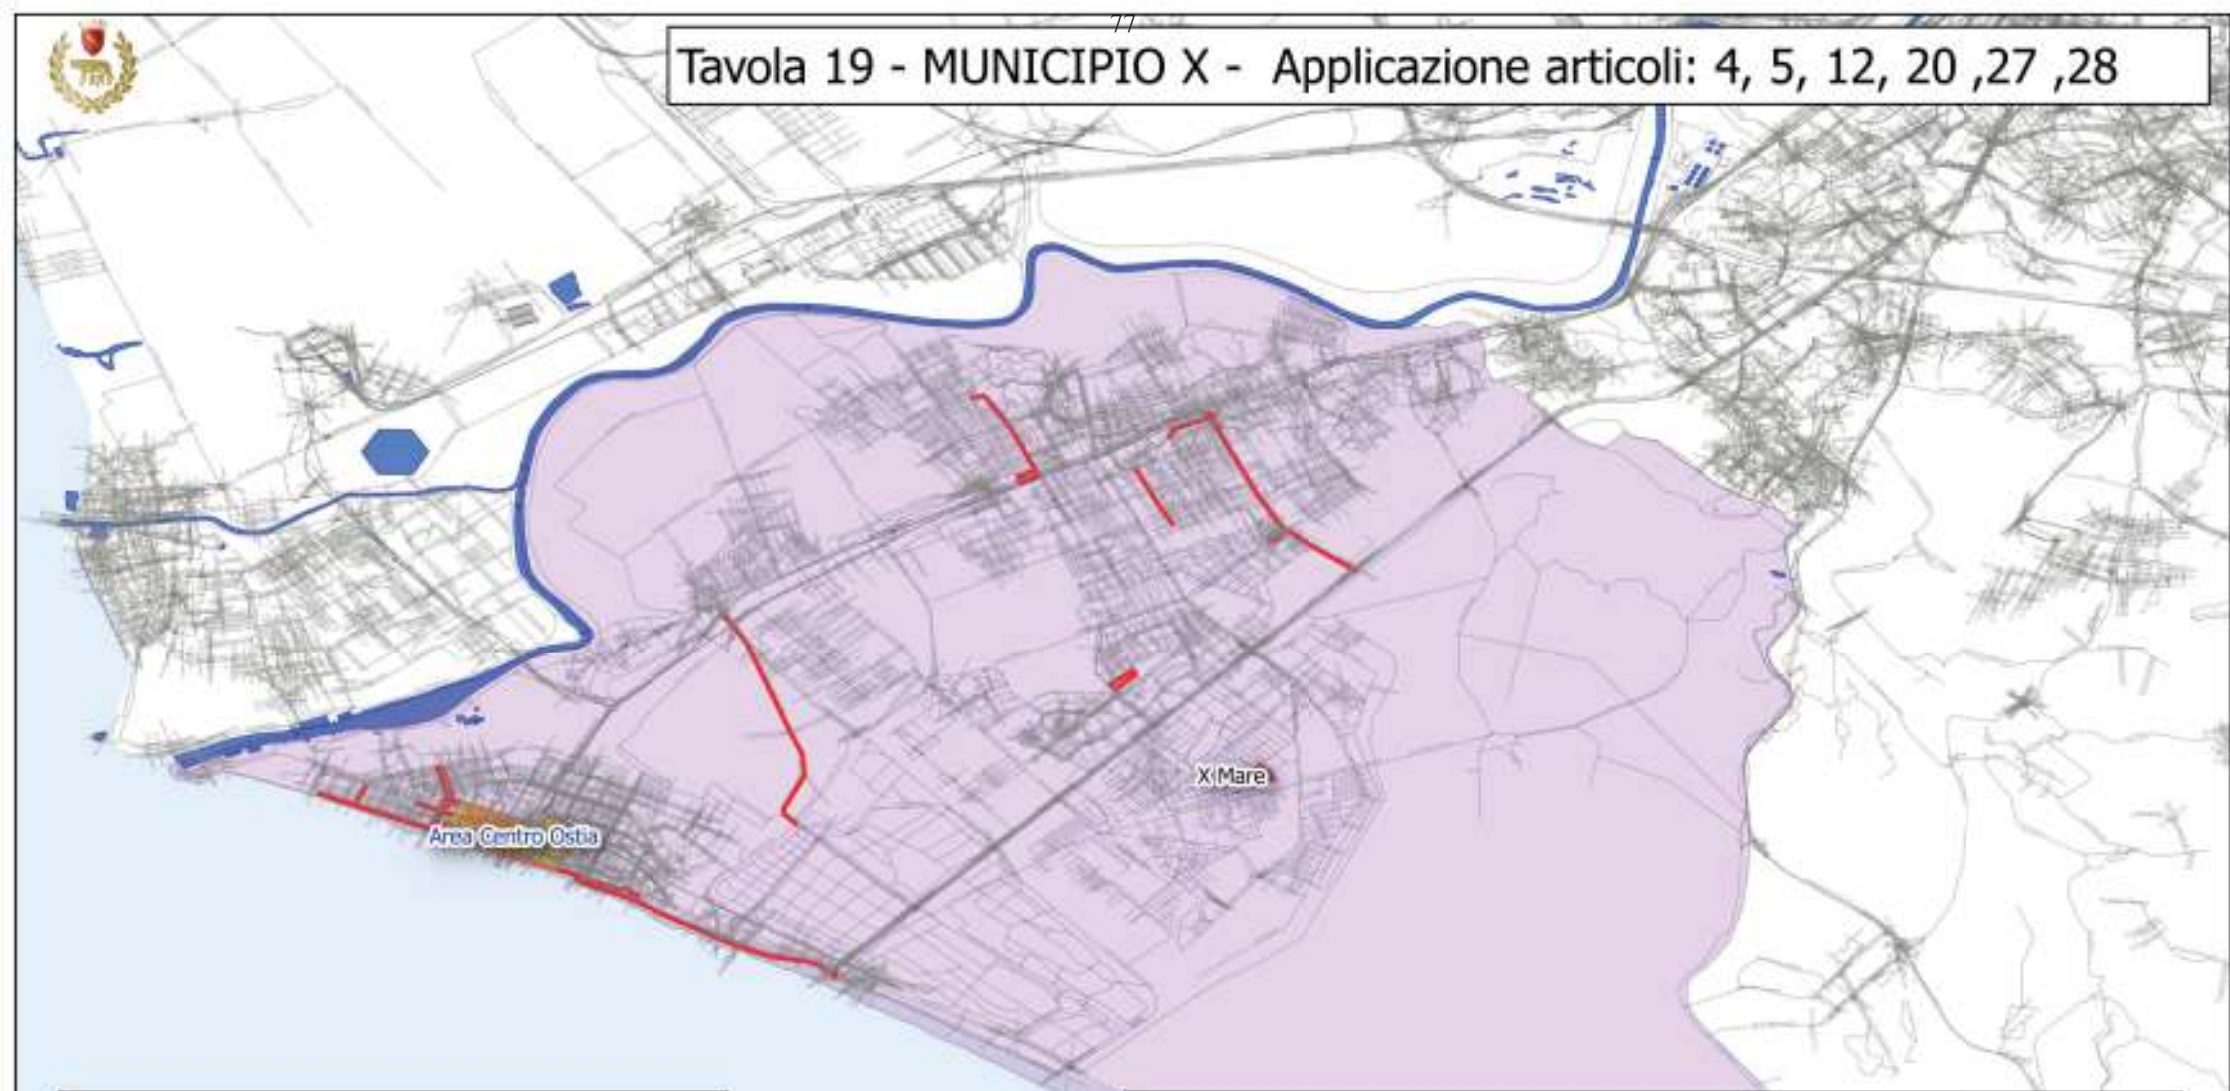 77
Tavola 19 - MUNICIPIO X - Applicazione articoli: 4, 5, 12, 20 ,27 ,28
X Mare
Area Centro Ostia